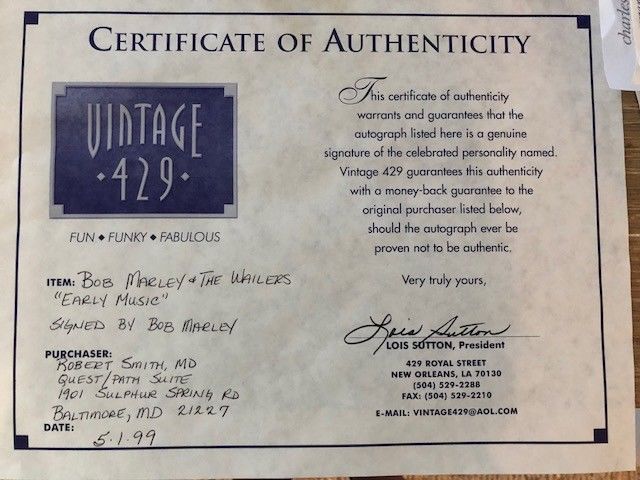 CERTIFICATE OF AUTHENTICITY
VINTAGE
·429·
FUN ◆ FUNKY ◆ FABULOUS
This certificate of authenticity
warrants and guarantees that the
autograph listed here is a genuine
signature of the celebrated personality named.
Vintage 429 guarantees this authenticity
with a money-back guarantee to the
original purchaser listed below,
should the autograph ever be
proven not to be authentic.
Very truly yours,
Lois Sutton
LOIS SUTTON, President
429 ROYAL STREET
NEW ORLEANS, LA 70130
(504) 529-2288
FAX: (504) 529-2210
E-MAIL: VINTAGE429@AOL.COM
ITEM: BOB MARLEY & THE WAILERS
"EARLY MUSIC"
SIGNED BY BOB MARLEY
PURCHASER:
ROBERT SMITH, MD
QUEST/PATH SUITE
1901 SULPHUR SPRING RD
BALTIMORE, MD 21227
DATE: 5.1.99
charles